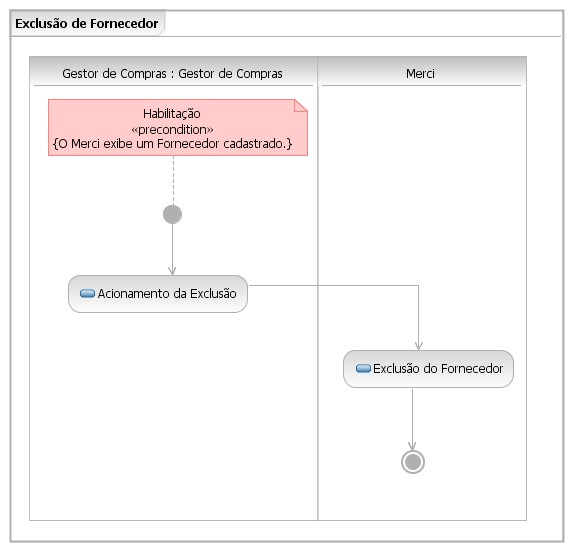 Exclusão de Fornecedor
Gestor de Compras : Gestor de Compras
Merci
Habilitação
«precondition»
{O Merci exibe um Fornecedor cadastrado.}
Acionamento da Exclusão
Exclusão do Fornecedor